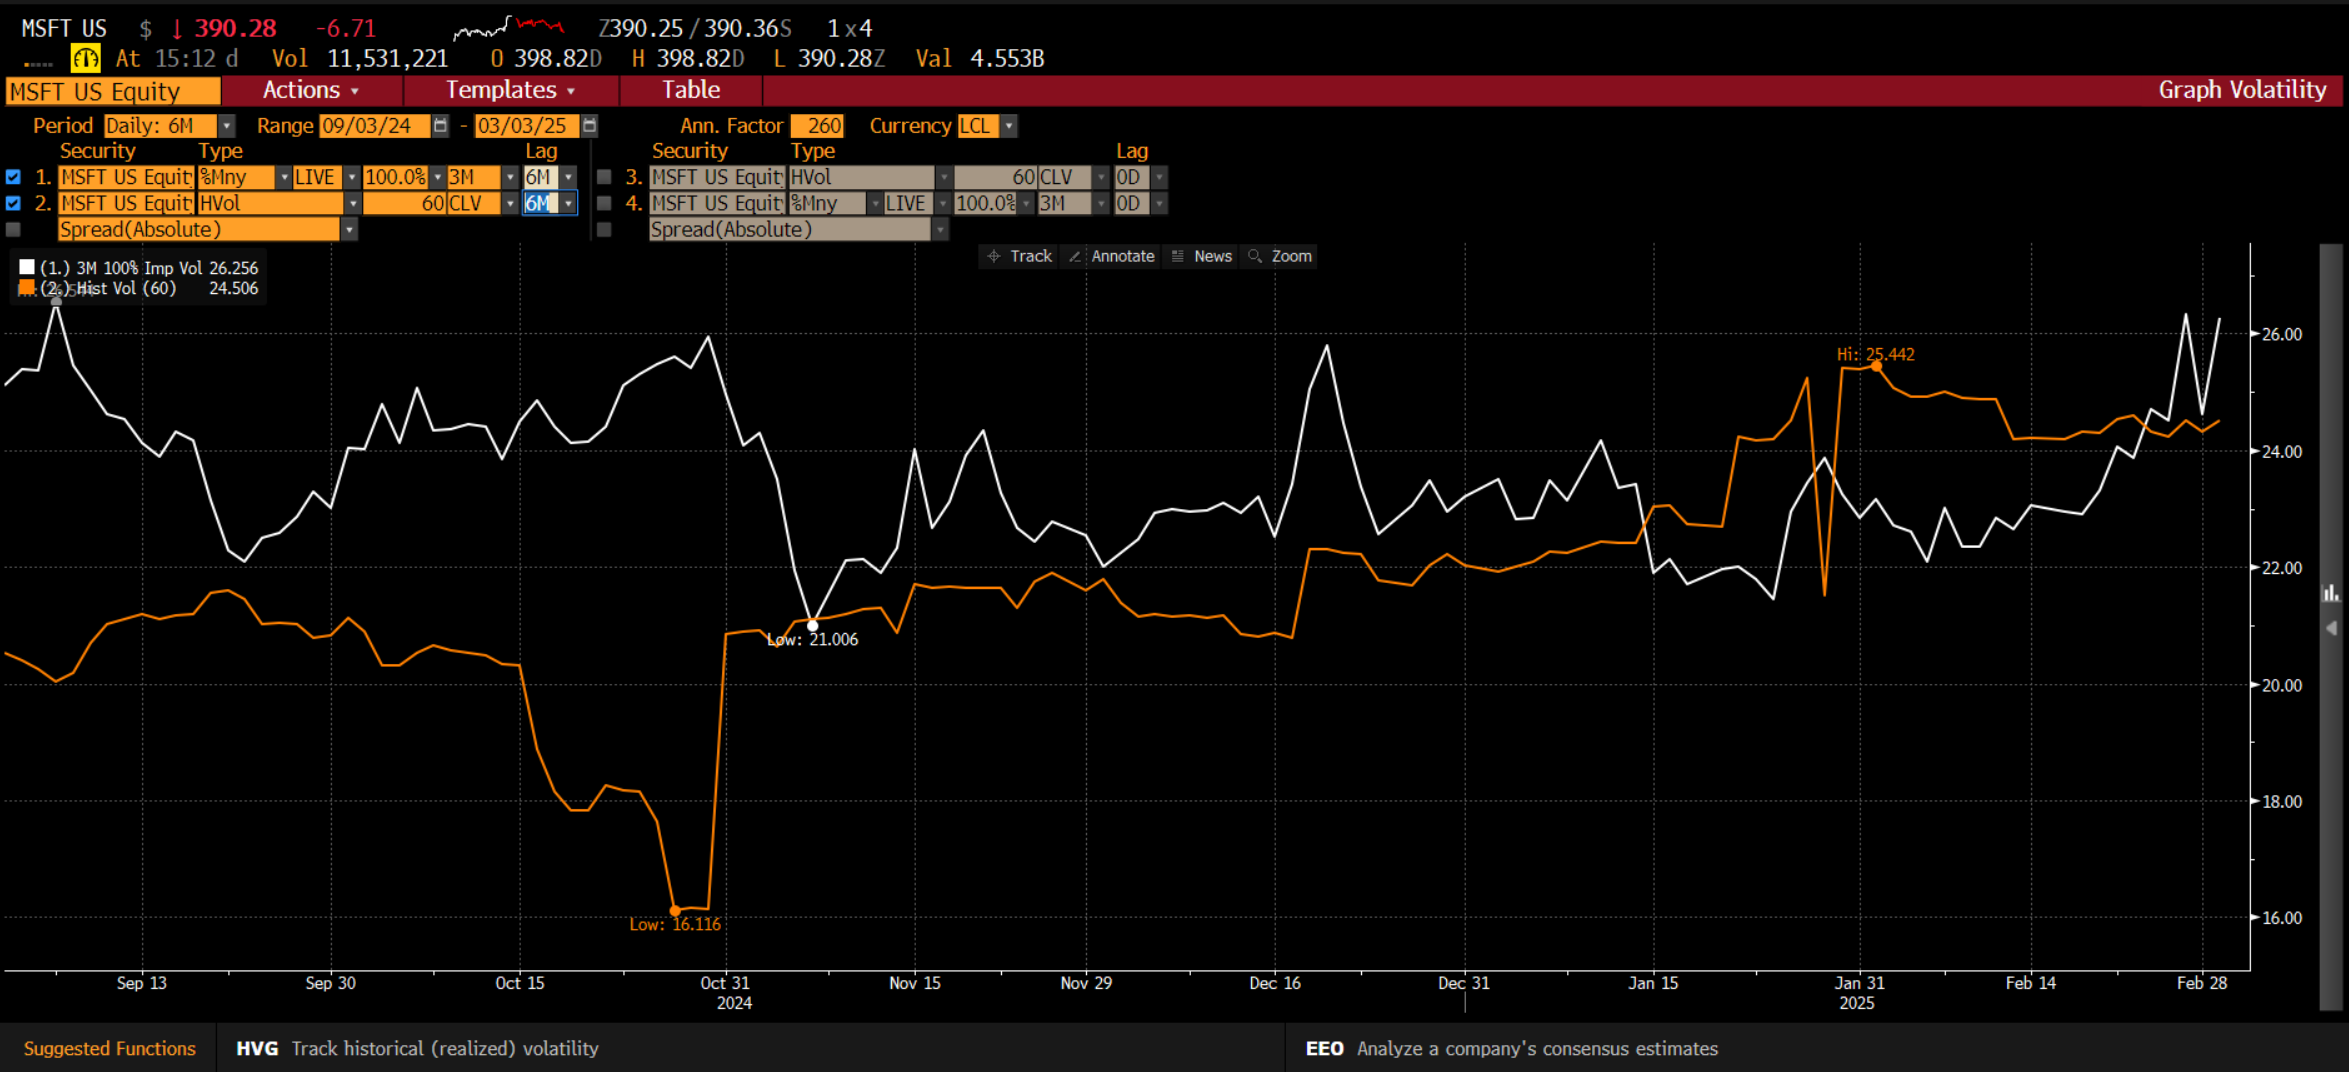 MSFT US $ ↓ 390.28 -6.71 Z390.25/390.36S 1x4
At 15:12 d Vol 11,531,221 O 398.82D H 398.82D L 390.28Z Val 4.553B
MSFT US Equity Actions Templates Table Graph Volatility
Period Daily: 6M Range 09/03/24 - 03/03/25 Ann. Factor 260 Currency LCL
Security Type Lag Security Type Lag
1. MSFT US Equit %Mny LIVE 100.0% 3M 6M 3. MSFT US Equit HVol 60 CLV 0D
2. MSFT US Equit HVol 60 CLV 6M 4. MSFT US Equit %Mny LIVE 100.0% 3M 0D
Spread(Absolute) Spread(Absolute)
Track Annotate News Zoom
(1.) 3M 100% Imp Vol 26.256
(2.) Hist Vol (60) 24.506
26.00
Hi: 25.442
24.00
22.00
Low: 21.006
20.00
18.00
Low: 16.116
16.00
Sep 13 Sep 30 Oct 15 Oct 31 Nov 15 Nov 29 Dec 16 Dec 31 Jan 15 Jan 31 Feb 14 Feb 28
2024 2025
Suggested Functions HVG Track historical (realized) volatility EEO Analyze a company's consensus estimates